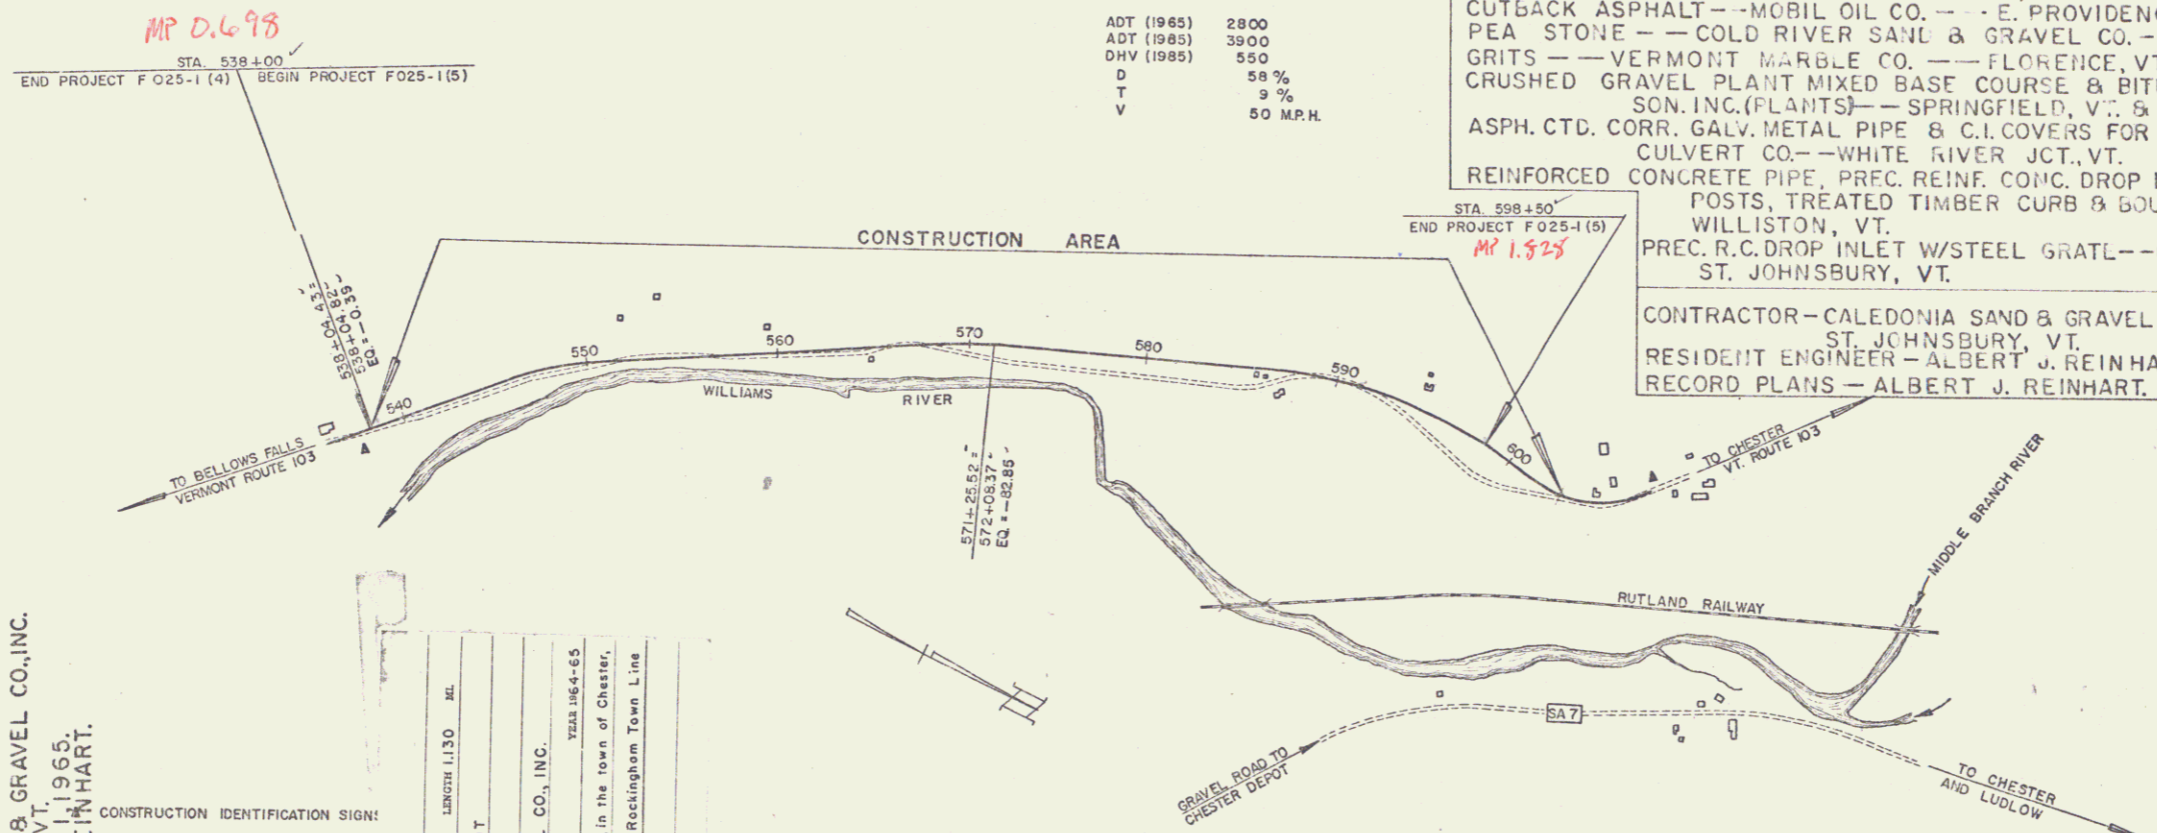 MP 0.698
STA. 538+00
END PROJECT F 025-1 (4) BEGIN PROJECT F025-1(5)
ADT (1965) 2800
ADT (1985) 3900
DHV (1985) 550
D 58 %
T 9 %
V 50 M.P.H.
CUTBACK ASPHALT--MOBIL OIL CO.--E. PROVIDEN
PEA STONE -- COLD RIVER SAND & GRAVEL CO.-
GRITS -- VERMONT MARBLE CO. -- FLORENCE, VT
CRUSHED GRAVEL PLANT MIXED BASE COURSE & BIT
SON. INC.(PLANTS)-- SPRINGFIELD, VT. &
ASPH. CTD. CORR. GALV. METAL PIPE & C.I. COVERS FOR
CULVERT CO.--WHITE RIVER JCT., VT.
REINFORCED CONCRETE PIPE, PREC. REINF. CONC. DROP
POSTS, TREATED TIMBER CURB & BOU
WILLISTON, VT.
PREC. R.C. DROP INLET W/STEEL GRATE--
ST. JOHNSBURY, VT.
CONTRACTOR-CALEDONIA SAND & GRAVEL
ST. JOHNSBURY, VT.
RESIDENT ENGINEER-ALBERT J. REINHA
RECORD PLANS-ALBERT J. REINHART.
STA. 598+50
END PROJECT F025-1(5)
MP 1.828
CONSTRUCTION AREA
538+04.43=
538+04.82
EQ. = -0.39
540
550
560
570
580
590
600
WILLIAMS RIVER
TO BELLOWS FALLS
VERMONT ROUTE 103
571+25.52 =
572+08.37
EQ. = -82.85
TO CHESTER
VT. ROUTE 103
MIDDLE BRANCH RIVER
RUTLAND RAILWAY
SA 7
GRAVEL ROAD TO
CHESTER DEPOT
TO CHESTER
AND LUDLOW
& GRAVEL CO., INC.
VT.
1, 1965.
INHART.
CONSTRUCTION IDENTIFICATION SIGNS
LENGTH 1.130 MI.
CO., INC.
YEAR 1964-65
in the town of Chester,
Rockingham Town Line